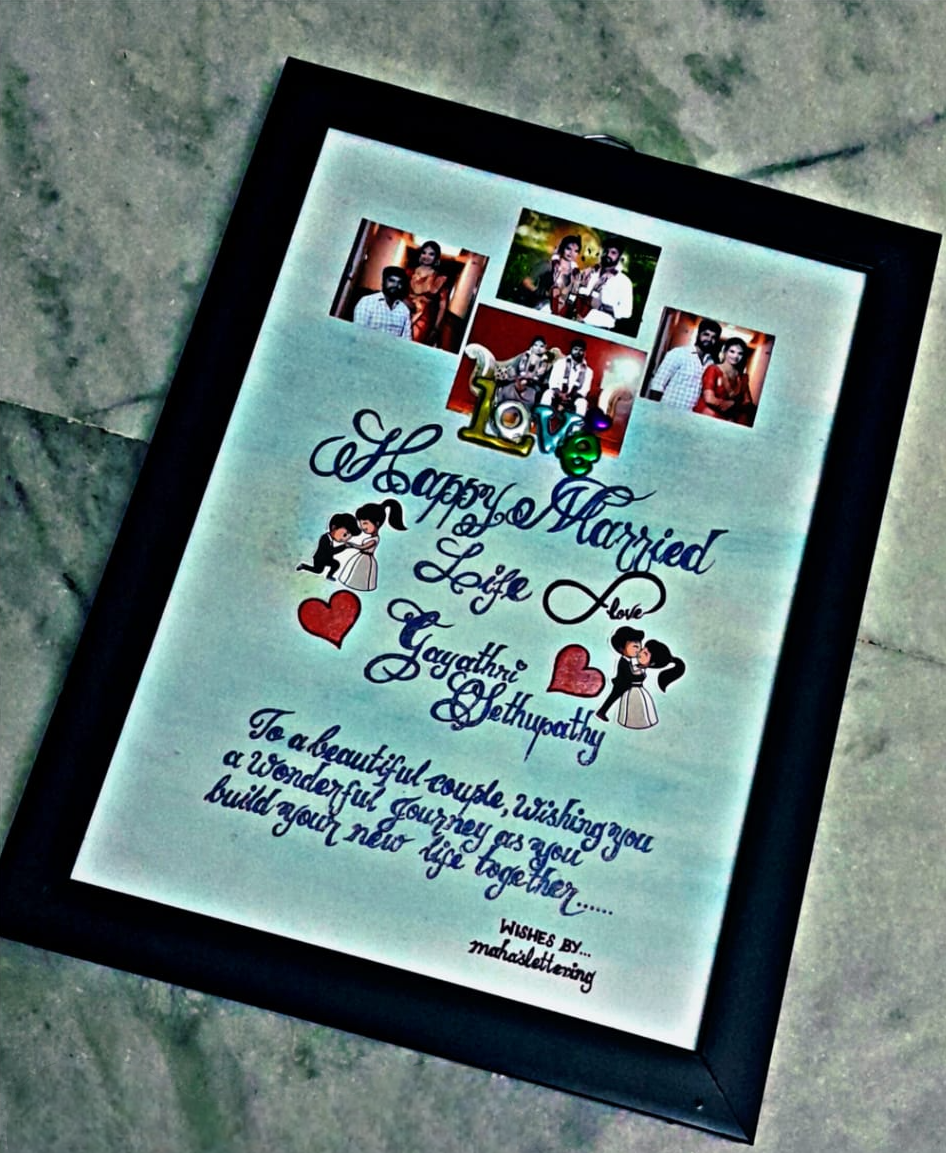 love
Happy Married
Life
love
Gayathri
Sethupathy
To a beautiful couple, Wishing you
a Wonderful Journey as you
build your new life together......
WISHES BY...
maha'slettering